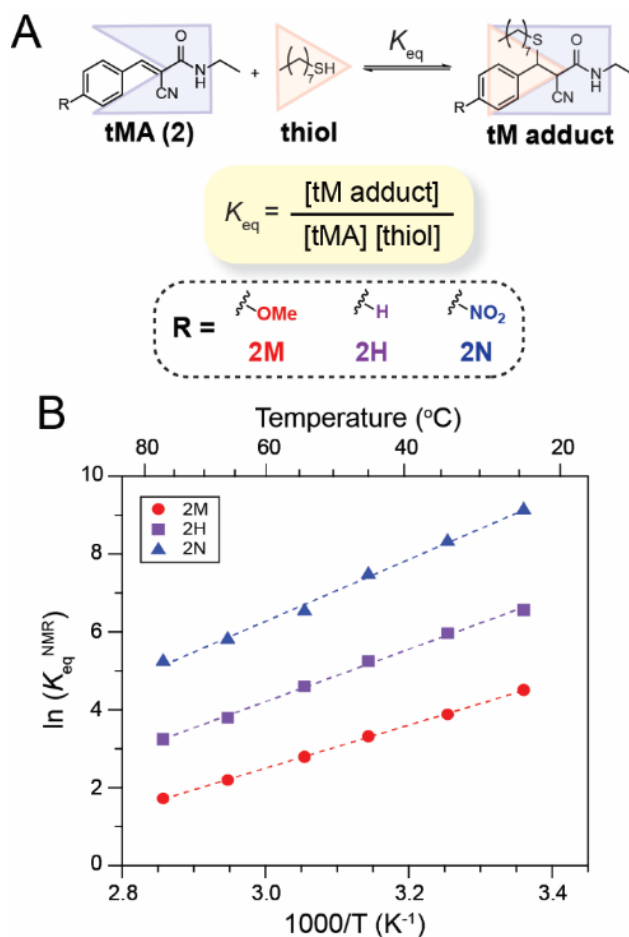 A
Keq
O
N
H
CN
R
tMA (2)
+
( )7
SH
thiol
( )7
S
O
N
H
CN
R
tM adduct
Keq = [tM adduct]
[tMA] [thiol]
R =
OMe
H
NO2
2M
2H
2N
B
Temperature (°C)
80 60 40 20
10
8
6
4
2
0
2M
2H
2N
ln (Keq^NMR)
2.8 3.0 3.2 3.4
1000/T (K-1)